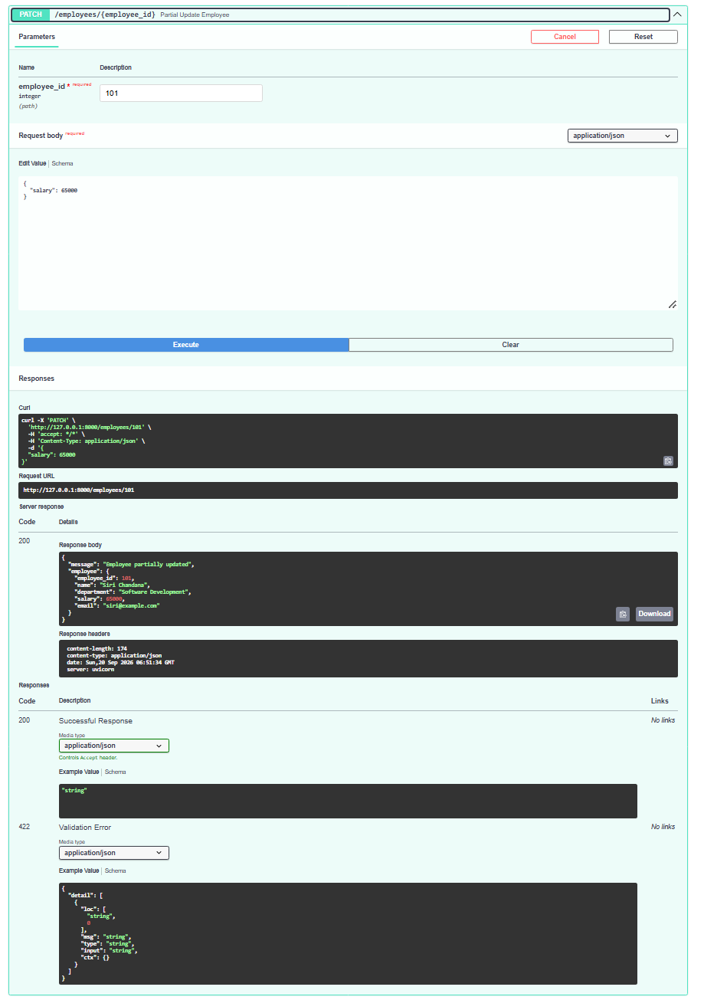 PATCH /employees/{employee_id} Partial Update Employee
Parameters
Cancel
Reset
Name Description
employee_id * required
integer
(path)
101
Request body required
application/json
Edit Value | Schema
{
  "salary": 65000
}
Execute
Clear
Responses
Curl
curl -X 'PATCH' \
  'http://127.0.0.1:8000/employees/101' \
  -H 'accept: */*' \
  -H 'Content-Type: application/json' \
  -d '{
  "salary": 65000
}'
Request URL
http://127.0.0.1:8000/employees/101
Server response
Code Details
200
Response body
{
  "message": "Employee partially updated",
  "employee": {
    "employee_id": 101,
    "name": "Siri Chandana",
    "department": "Software Development",
    "salary": 65000,
    "email": "siri@example.com"
  }
}
Download
Response headers
content-length: 174
content-type: application/json
date: Sun,20 Sep 2026 06:51:34 GMT
server: uvicorn
Responses
Code Description Links
200 Successful Response No links
Media type
application/json
Controls Accept header.
Example Value | Schema
"string"
422 Validation Error No links
Media type
application/json
Example Value | Schema
{
  "detail": [
    {
      "loc": [
        "string",
        0
      ],
      "msg": "string",
      "type": "string",
      "input": "string",
      "ctx": {}
    }
  ]
}